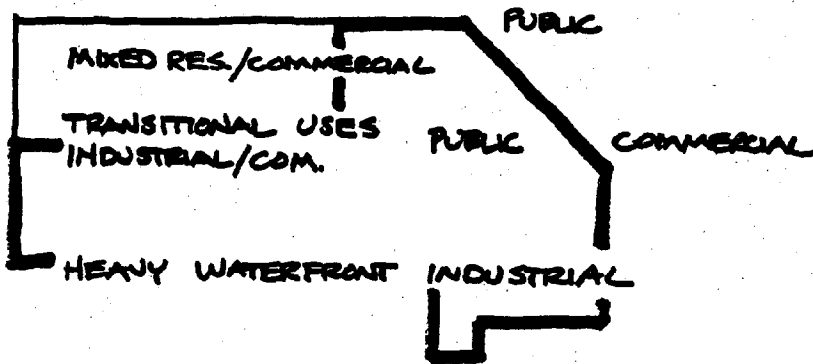 PUBLIC
MIXED RES./COMMERCIAL
TRANSITIONAL USES
INDUSTRIAL/COM.
PUBLIC
COMMERCIAL
HEAVY WATERFRONT INDUSTRIAL